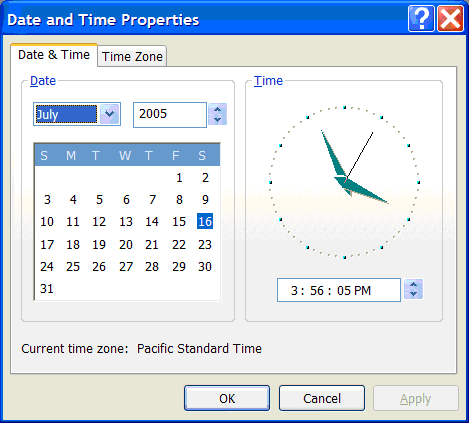 Date and Time Properties
Date & Time
Time Zone
Date
Time
July
2005
S M T W T F S
1 2
3 4 5 6 7 8 9
10 11 12 13 14 15 16
17 18 19 20 21 22 23
24 25 26 27 28 29 30
31
3 : 56 : 05 PM
Current time zone: Pacific Standard Time
OK
Cancel
Apply